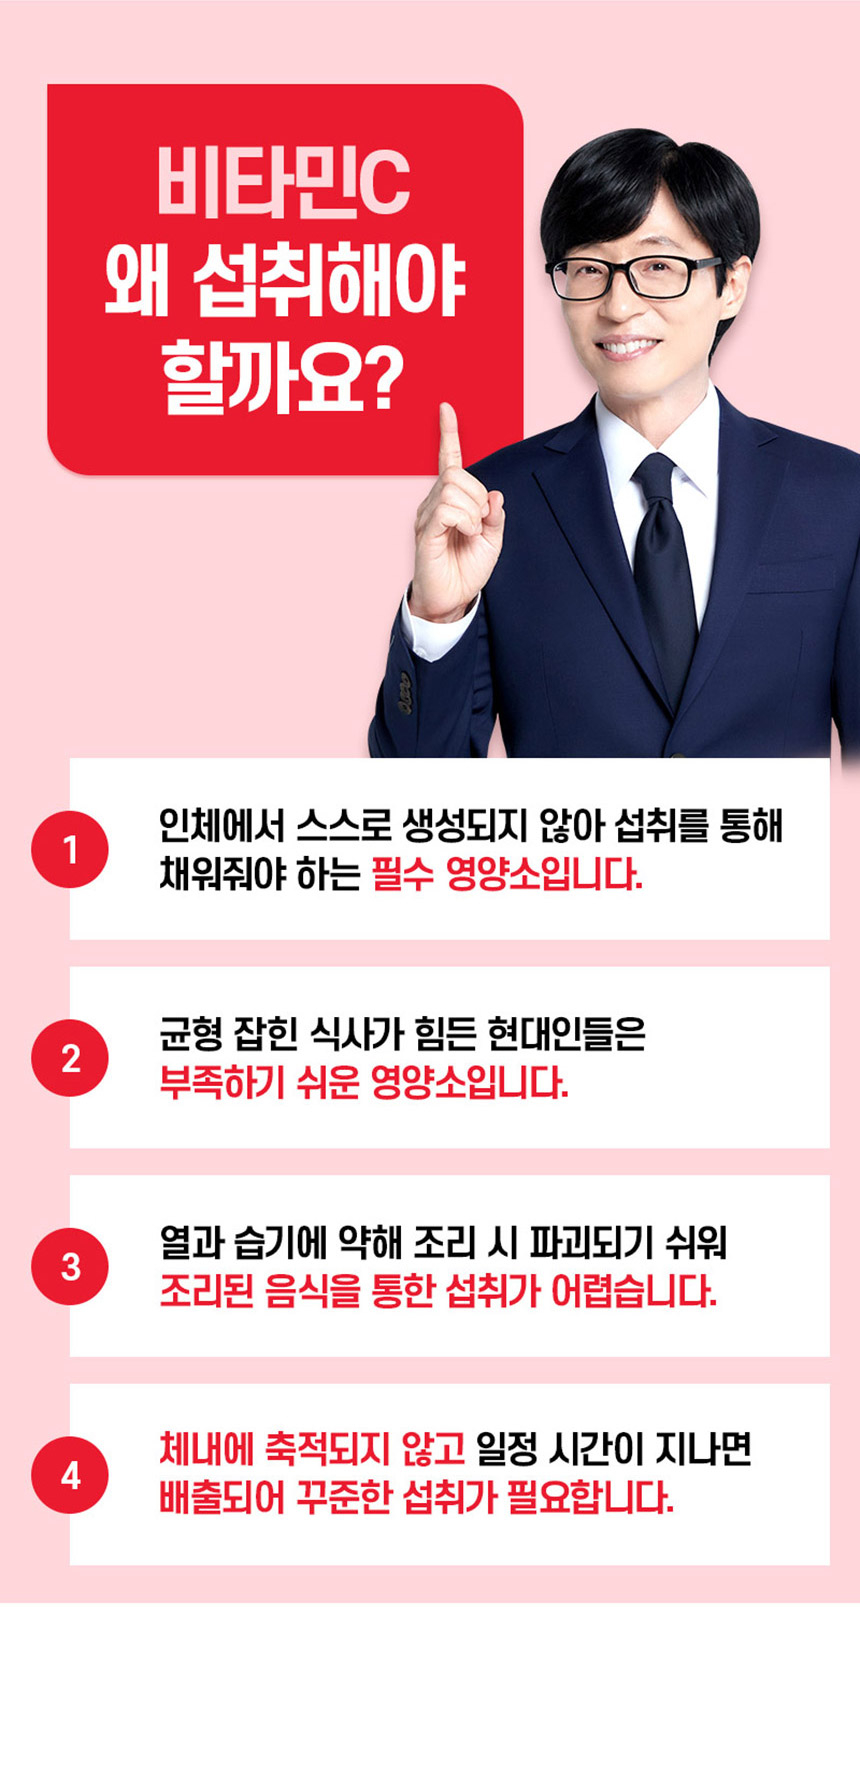 비타민C
왜 섭취해야
할까요?
1
인체에서 스스로 생성되지 않아 섭취를 통해
채워줘야 하는 필수 영양소입니다.
2
균형 잡힌 식사가 힘든 현대인들은
부족하기 쉬운 영양소입니다.
3
열과 습기에 약해 조리 시 파괴되기 쉬워
조리된 음식을 통한 섭취가 어렵습니다.
4
체내에 축적되지 않고 일정 시간이 지나면
배출되어 꾸준한 섭취가 필요합니다.